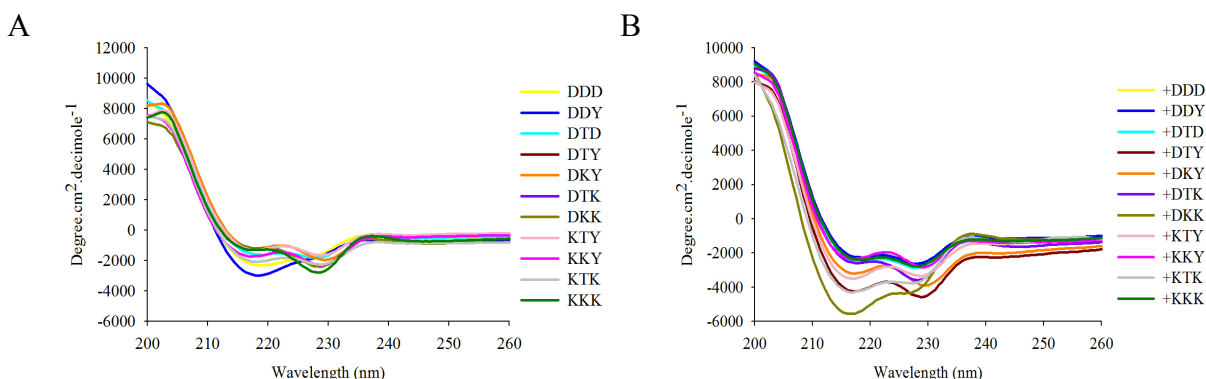 A
Degree.cm².decimole⁻¹
12000
10000
8000
6000
4000
2000
0
-2000
-4000
-6000
200 210 220 230 240 250 260
Wavelength (nm)
DDD
DDY
DTD
DTY
DKY
DTK
DKK
KTY
KKY
KTK
KKK
B
Degree.cm².decimole⁻¹
10000
8000
6000
4000
2000
0
-2000
-4000
-6000
200 210 220 230 240 250 260
Wavelength (nm)
+DDD
+DDY
+DTD
+DTY
+DKY
+DTK
+DKK
+KTY
+KKY
+KTK
+KKK